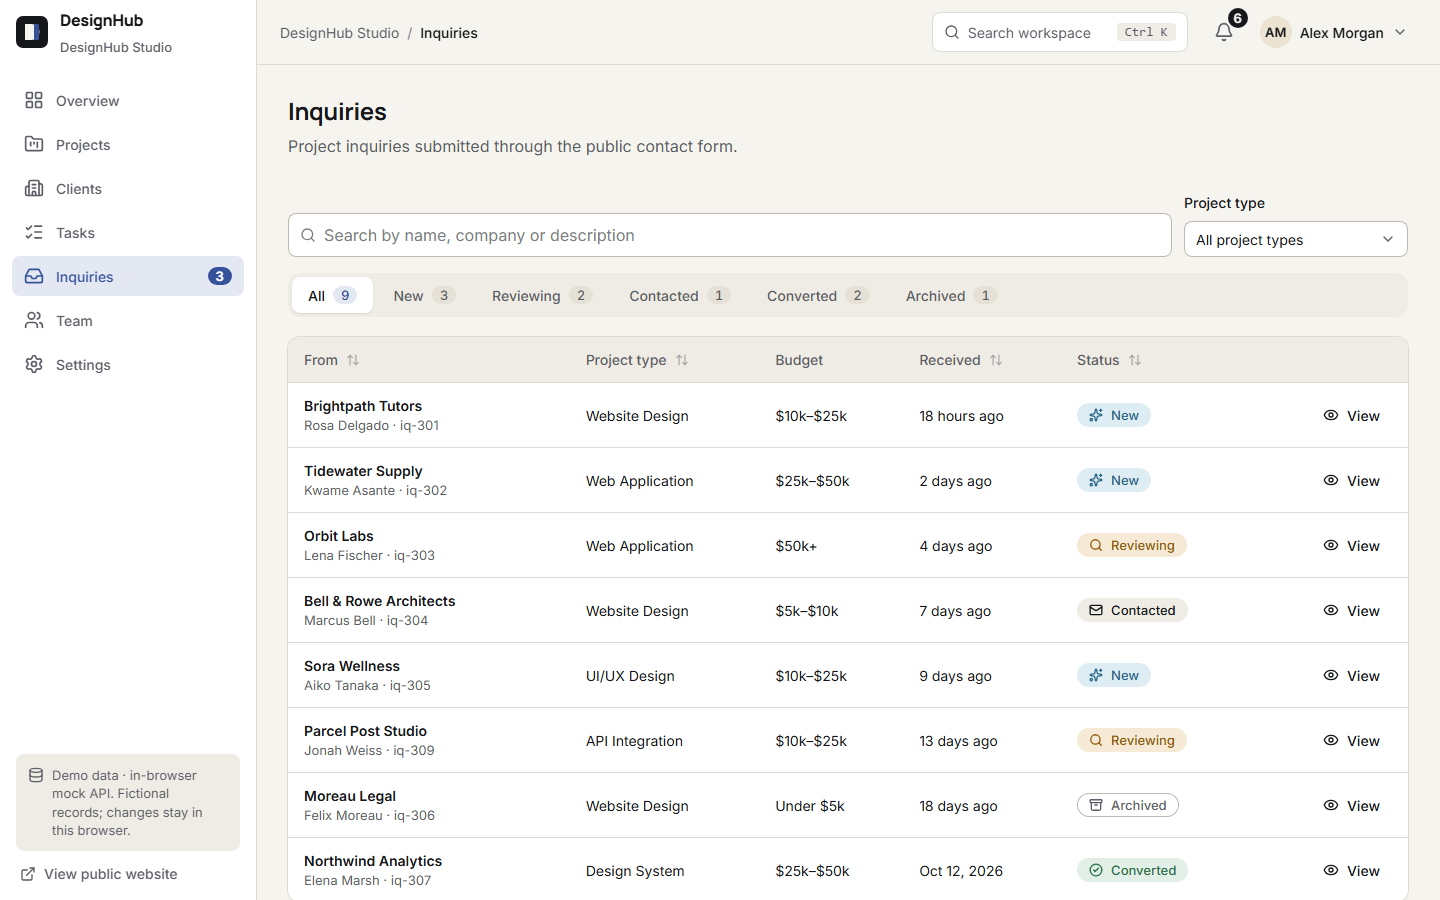 DesignHub
DesignHub Studio
Overview
Projects
Clients
Tasks
Inquiries 3
Team
Settings
Demo data · in-browser
mock API. Fictional
records; changes stay in
this browser.
View public website
DesignHub Studio / Inquiries
Search workspace Ctrl K
6
AM Alex Morgan
Inquiries
Project inquiries submitted through the public contact form.
Project type
Search by name, company or description
All project types
All 9 New 3 Reviewing 2 Contacted 1 Converted 2 Archived 1
From Project type Budget Received Status
Brightpath Tutors
Rosa Delgado · iq-301
Website Design $10k–$25k 18 hours ago New View
Tidewater Supply
Kwame Asante · iq-302
Web Application $25k–$50k 2 days ago New View
Orbit Labs
Lena Fischer · iq-303
Web Application $50k+ 4 days ago Reviewing View
Bell & Rowe Architects
Marcus Bell · iq-304
Website Design $5k–$10k 7 days ago Contacted View
Sora Wellness
Aiko Tanaka · iq-305
UI/UX Design $10k–$25k 9 days ago New View
Parcel Post Studio
Jonah Weiss · iq-309
API Integration $10k–$25k 13 days ago Reviewing View
Moreau Legal
Felix Moreau · iq-306
Website Design Under $5k 18 days ago Archived View
Northwind Analytics
Elena Marsh · iq-307
Design System $25k–$50k Oct 12, 2026 Converted View